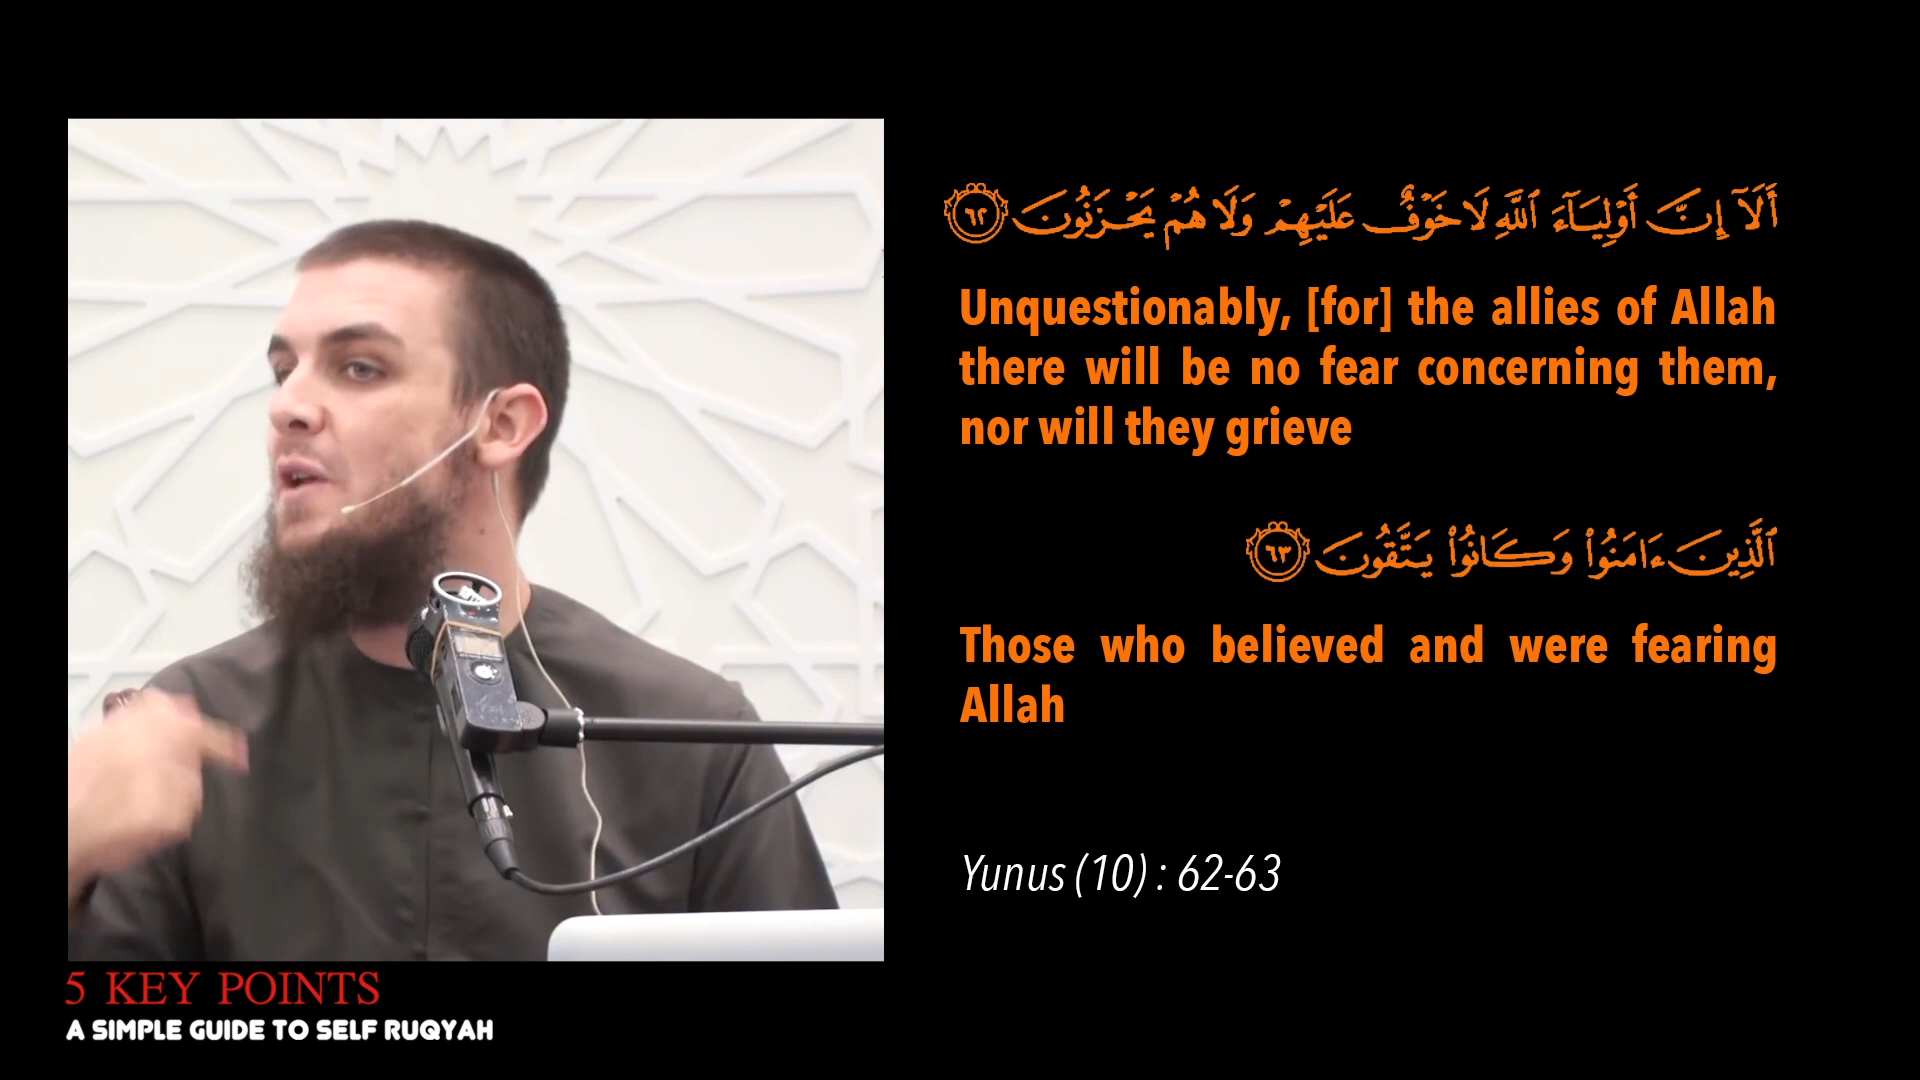 أَلَآ إِنَّ أَوْلِيَآءَ ٱللَّهِ لَا خَوْفٌ عَلَيْهِمْ وَلَا هُمْ يَحْزَنُونَ ٦٢
Unquestionably, [for] the allies of Allah
there will be no fear concerning them,
nor will they grieve
ٱلَّذِينَ ءَامَنُوا۟ وَكَانُوا۟ يَتَّقُونَ ٦٣
Those who believed and were fearing
Allah
Yunus (10) : 62-63
5 KEY POINTS
A SIMPLE GUIDE TO SELF RUQYAH